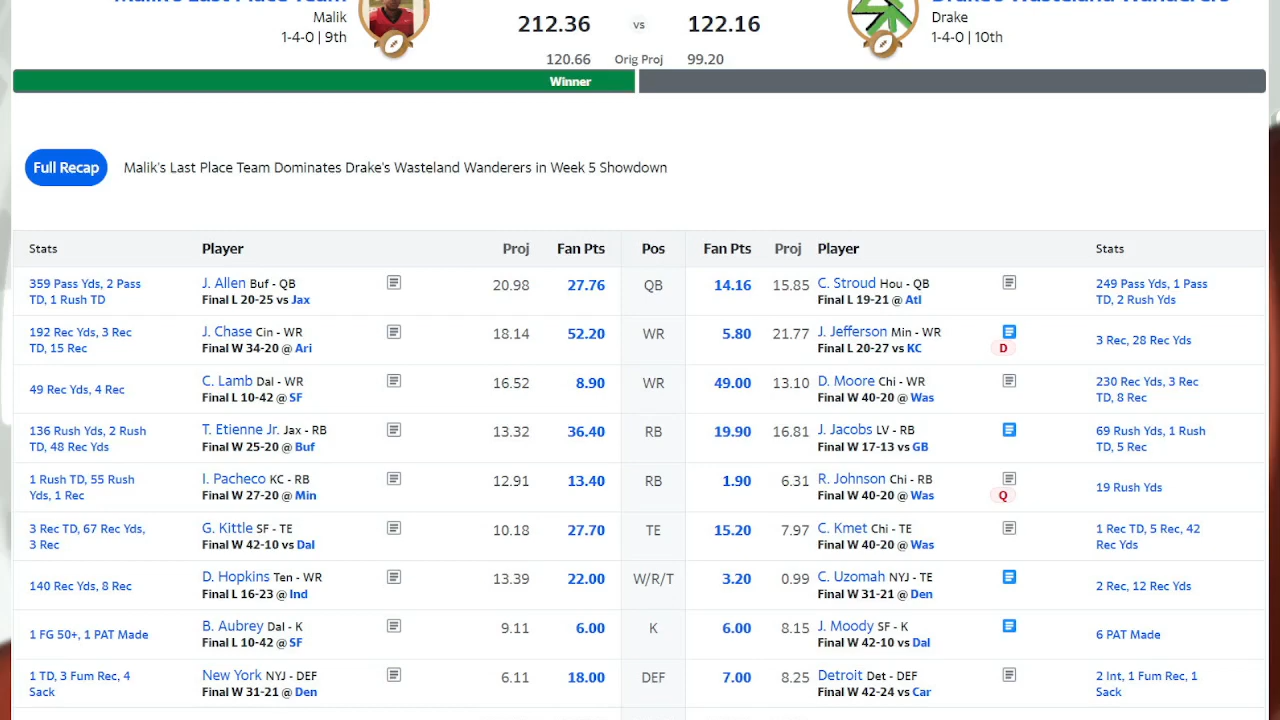 Malik's Last Place Team
Malik
1-4-0 | 9th
212.36 vs 122.16
120.66 Orig Proj 99.20
Drake's Wasteland Wanderers
Drake
1-4-0 | 10th
Winner
Full Recap Malik's Last Place Team Dominates Drake's Wasteland Wanderers in Week 5 Showdown
Stats Player Proj Fan Pts Pos Fan Pts Proj Player Stats
359 Pass Yds, 2 Pass
TD, 1 Rush TD
J. Allen Buf - QB
Final L 20-25 vs Jax
20.98 27.76 QB 14.16 15.85
C. Stroud Hou - QB
Final L 19-21 @ Atl
249 Pass Yds, 1 Pass
TD, 2 Rush Yds
192 Rec Yds, 3 Rec
TD, 15 Rec
J. Chase Cin - WR
Final W 34-20 @ Ari
18.14 52.20 WR 5.80 21.77
J. Jefferson Min - WR
Final L 20-27 vs KC
D
3 Rec, 28 Rec Yds
49 Rec Yds, 4 Rec
C. Lamb Dal - WR
Final L 10-42 @ SF
16.52 8.90 WR 49.00 13.10
D. Moore Chi - WR
Final W 40-20 @ Was
230 Rec Yds, 3 Rec
TD, 8 Rec
136 Rush Yds, 2 Rush
TD, 48 Rec Yds
T. Etienne Jr. Jax - RB
Final W 25-20 @ Buf
13.32 36.40 RB 19.90 16.81
J. Jacobs LV - RB
Final W 17-13 vs GB
69 Rush Yds, 1 Rush
TD, 5 Rec
1 Rush TD, 55 Rush
Yds, 1 Rec
I. Pacheco KC - RB
Final W 27-20 @ Min
12.91 13.40 RB 1.90 6.31
R. Johnson Chi - RB
Final W 40-20 @ Was
Q
19 Rush Yds
3 Rec TD, 67 Rec Yds,
3 Rec
G. Kittle SF - TE
Final W 42-10 vs Dal
10.18 27.70 TE 15.20 7.97
C. Kmet Chi - TE
Final W 40-20 @ Was
1 Rec TD, 5 Rec, 42
Rec Yds
140 Rec Yds, 8 Rec
D. Hopkins Ten - WR
Final L 16-23 @ Ind
13.39 22.00 W/R/T 3.20 0.99
C. Uzomah NYJ - TE
Final W 31-21 @ Den
2 Rec, 12 Rec Yds
1 FG 50+, 1 PAT Made
B. Aubrey Dal - K
Final L 10-42 @ SF
9.11 6.00 K 6.00 8.15
J. Moody SF - K
Final W 42-10 vs Dal
6 PAT Made
1 TD, 3 Fum Rec, 4
Sack
New York NYJ - DEF
Final W 31-21 @ Den
6.11 18.00 DEF 7.00 8.25
Detroit Det - DEF
Final W 42-24 vs Car
2 Int, 1 Fum Rec, 1
Sack